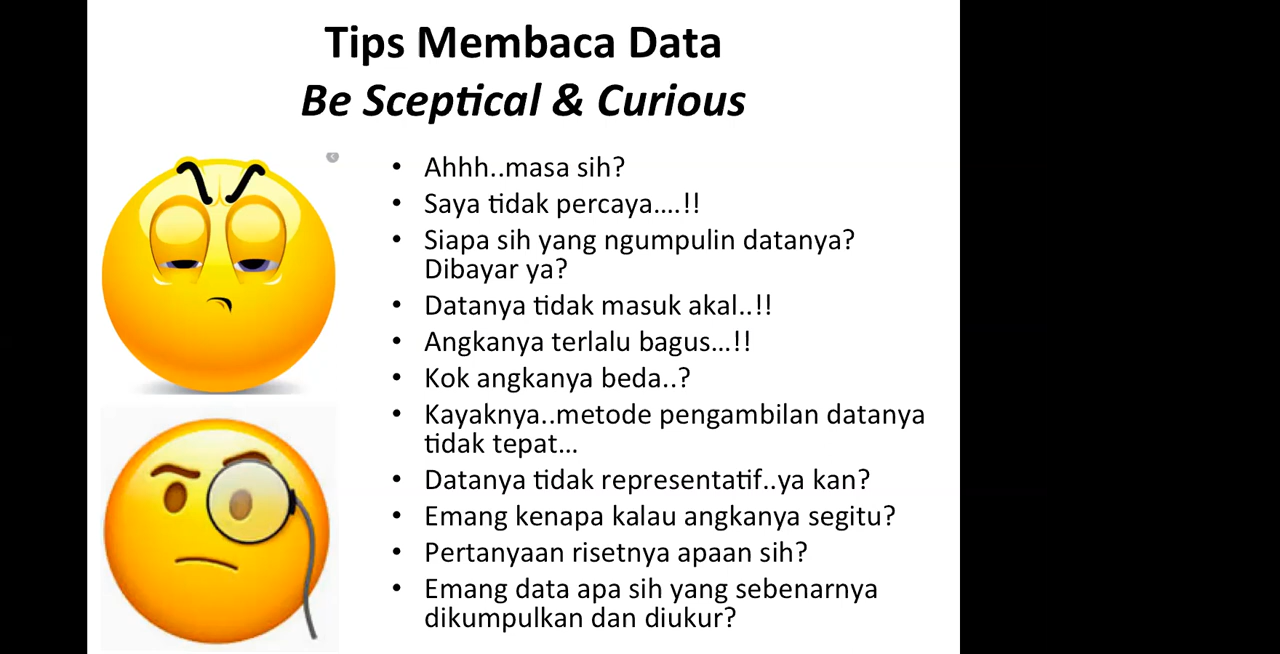 Tips Membaca Data
Be Sceptical & Curious
• Ahhh..masa sih?
• Saya tidak percaya....!!
• Siapa sih yang ngumpulin datanya?
Dibayar ya?
• Datanya tidak masuk akal..!!
• Angkanya terlalu bagus...!!
• Kok angkanya beda..?
• Kayaknya..metode pengambilan datanya
tidak tepat...
• Datanya tidak representatif..ya kan?
• Emang kenapa kalau angkanya segitu?
• Pertanyaan risetnya apaan sih?
• Emang data apa sih yang sebenarnya
dikumpulkan dan diukur?